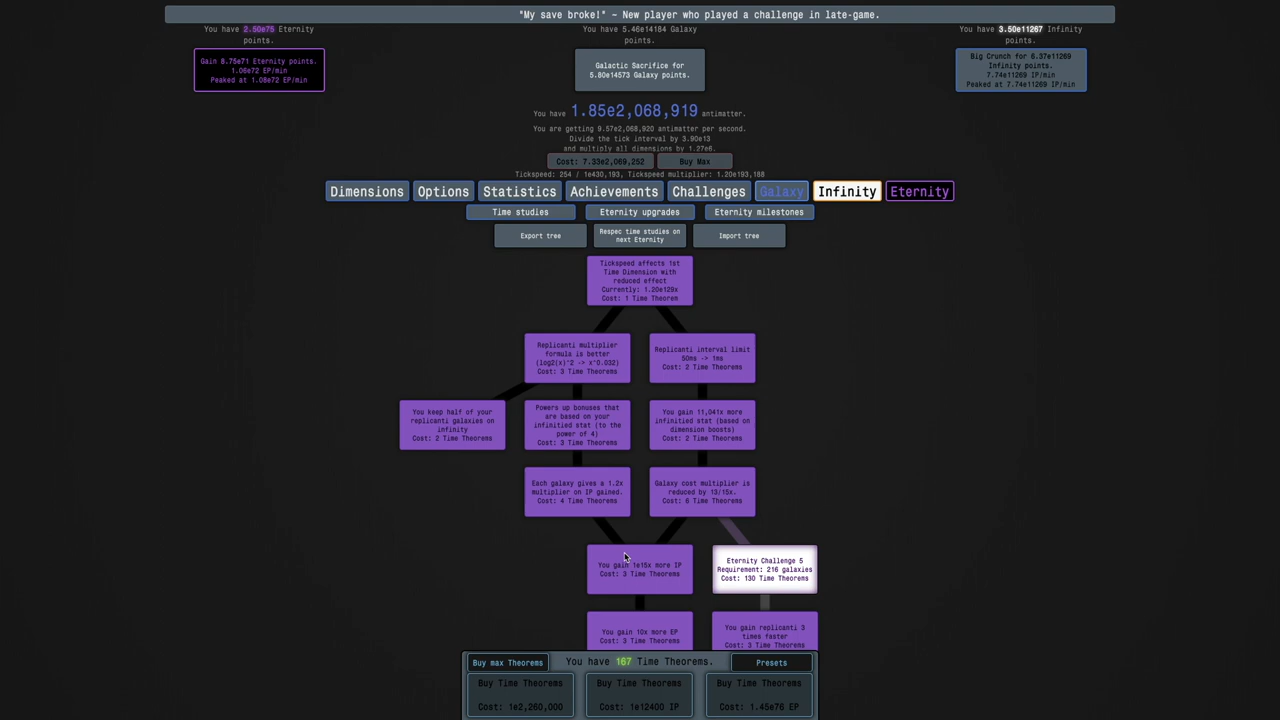 "My save broke!" - New player who played a challenge in late-game.
You have 2.50e75 Eternity
points.
You have 5.46e14184 Galaxy
points.
You have 3.50e11267 Infinity
points.
Gain 8.75e71 Eternity points.
1.06e72 EP/min
Peaked at 1.08e72 EP/min
Galactic Sacrifice for
5.80e14573 Galaxy points.
Big Crunch for 6.37e11269
Infinity points.
7.74e11269 IP/min
Peaked at 7.74e11269 IP/min
You have 1.85e2,068,919 antimatter.
You are getting 9.57e2,068,920 antimatter per second.
Divide the tick interval by 3.90e13
and multiply all dimensions by 1.27e6.
Cost: 7.33e2,069,252
Buy Max
Tickspeed: 254 / 1e430,193, Tickspeed multiplier: 1.20e193,188
Dimensions
Options
Statistics
Achievements
Challenges
Galaxy
Infinity
Eternity
Time studies
Eternity upgrades
Eternity milestones
Export tree
Respec time studies on
next Eternity
Import tree
Tickspeed affects 1st
Time Dimension with
reduced effect
Currently: 1.20e129x
Cost: 1 Time Theorem
Replicanti multiplier
formula is better
(log2(x)^2 -> x^0.032)
Cost: 3 Time Theorems
Replicanti interval limit
50ms -> 1ms
Cost: 2 Time Theorems
You keep half of your
replicanti galaxies on
infinity
Cost: 2 Time Theorems
Powers up bonuses that
are based on your
infinitied stat (to the
power of 4)
Cost: 3 Time Theorems
You gain 11,041x more
infinitied stat (based on
dimension boosts)
Cost: 2 Time Theorems
Each galaxy gives a 1.2x
multiplier on IP gained.
Cost: 4 Time Theorems
Galaxy cost multiplier is
reduced by 13/15x.
Cost: 6 Time Theorems
You gain 1e15x more IP
Cost: 3 Time Theorems
Eternity Challenge 5
Requirement: 216 galaxies
Cost: 130 Time Theorems
You gain 10x more EP
Cost: 3 Time Theorems
You gain replicanti 3
times faster
Cost: 3 Time Theorems
Buy max Theorems
You have 167 Time Theorems.
Presets
Buy Time Theorems
Cost: 1e2,260,000
Buy Time Theorems
Cost: 1e12400 IP
Buy Time Theorems
Cost: 1.45e76 EP